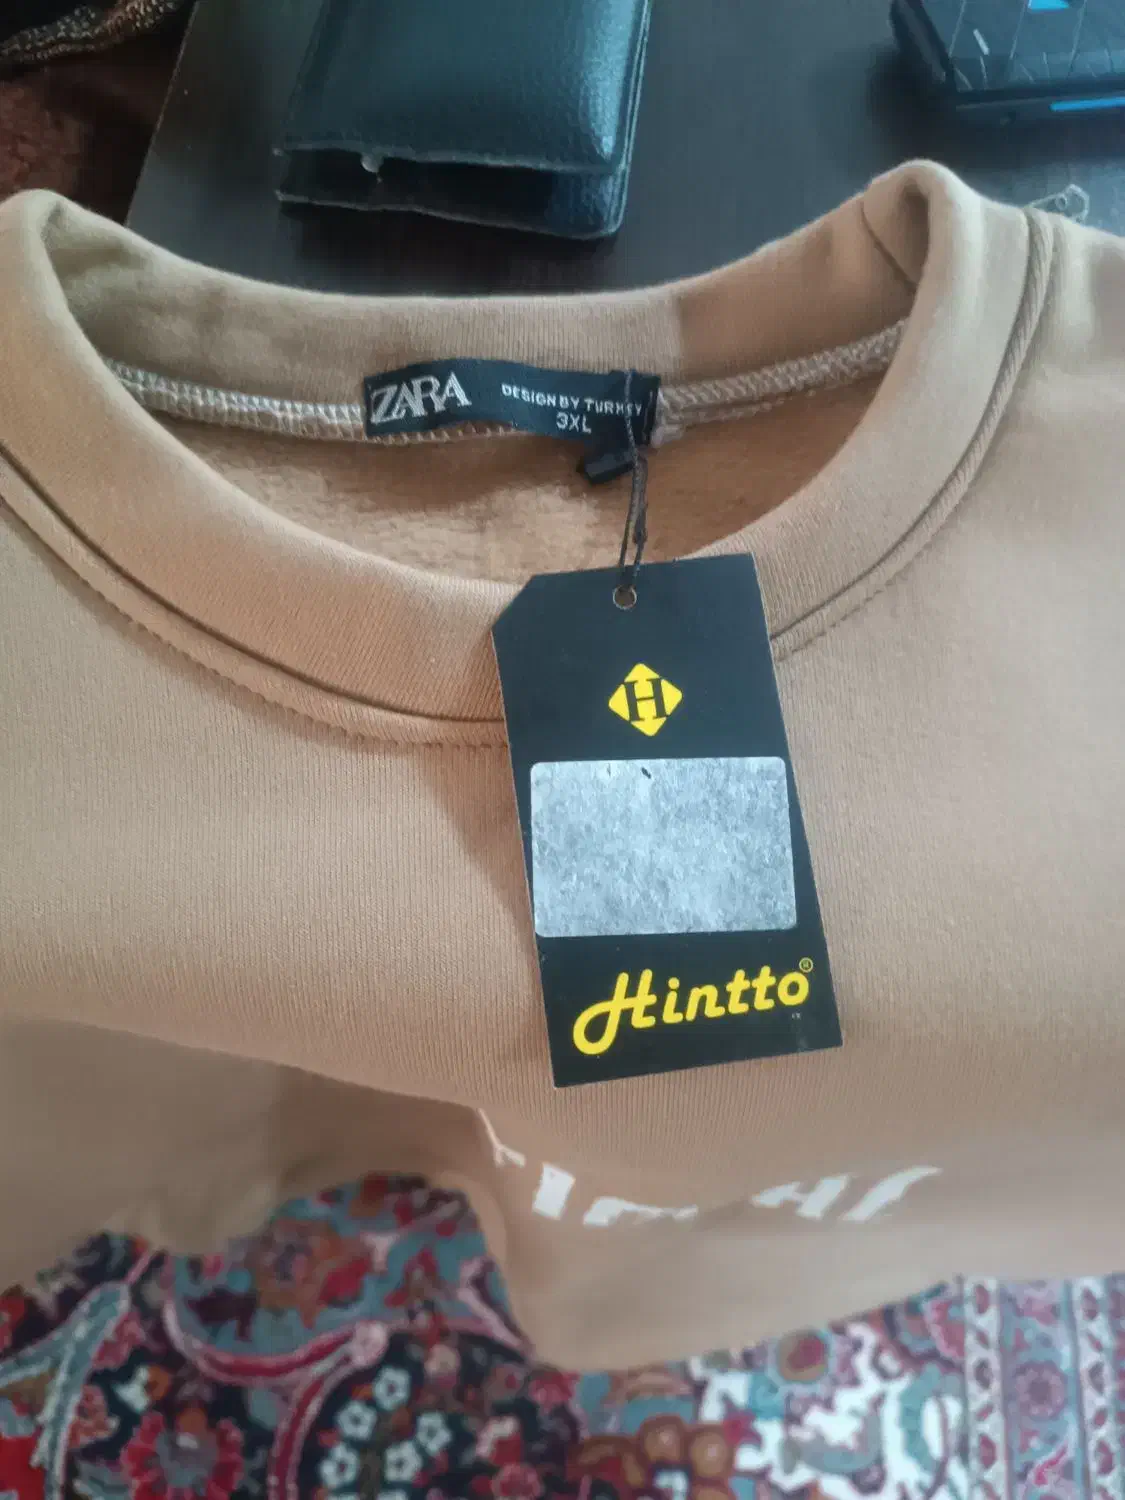 ZARA
DESIGN BY TURKEY
3XL
H
Hintto®